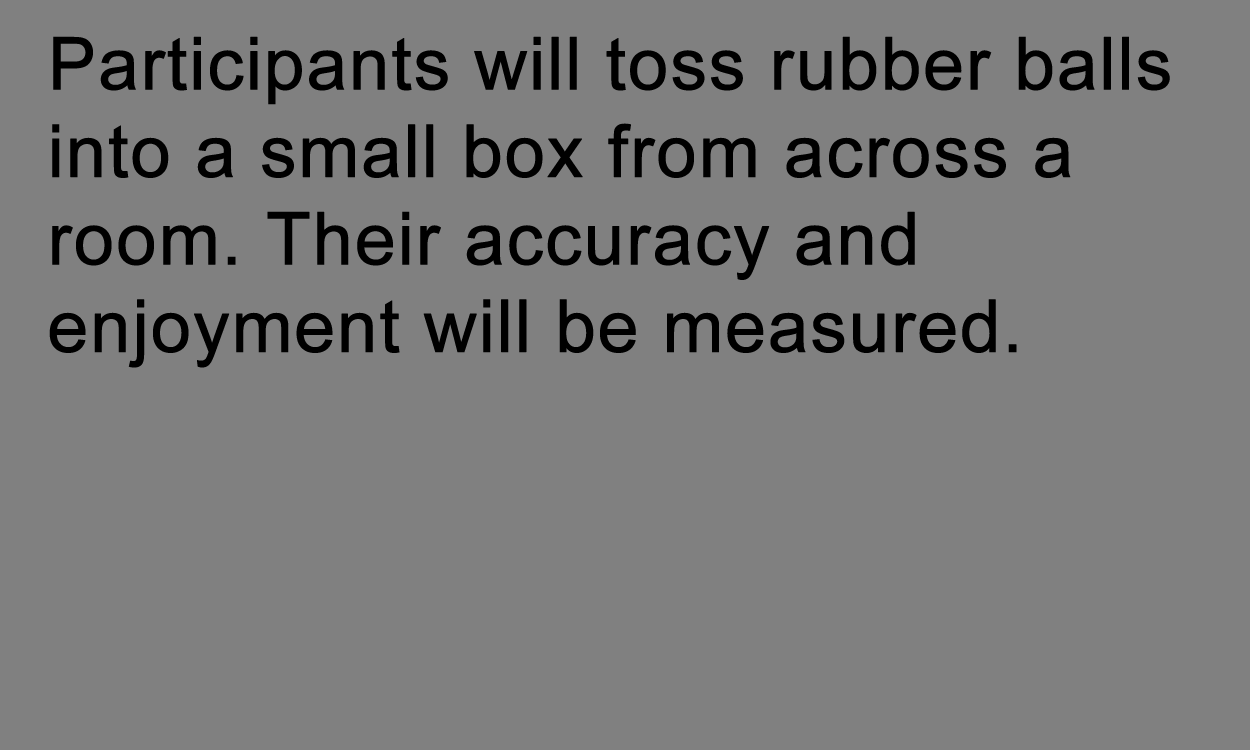 Participants will toss rubber balls
into a small box from across a
room. Their accuracy and
enjoyment will be measured.